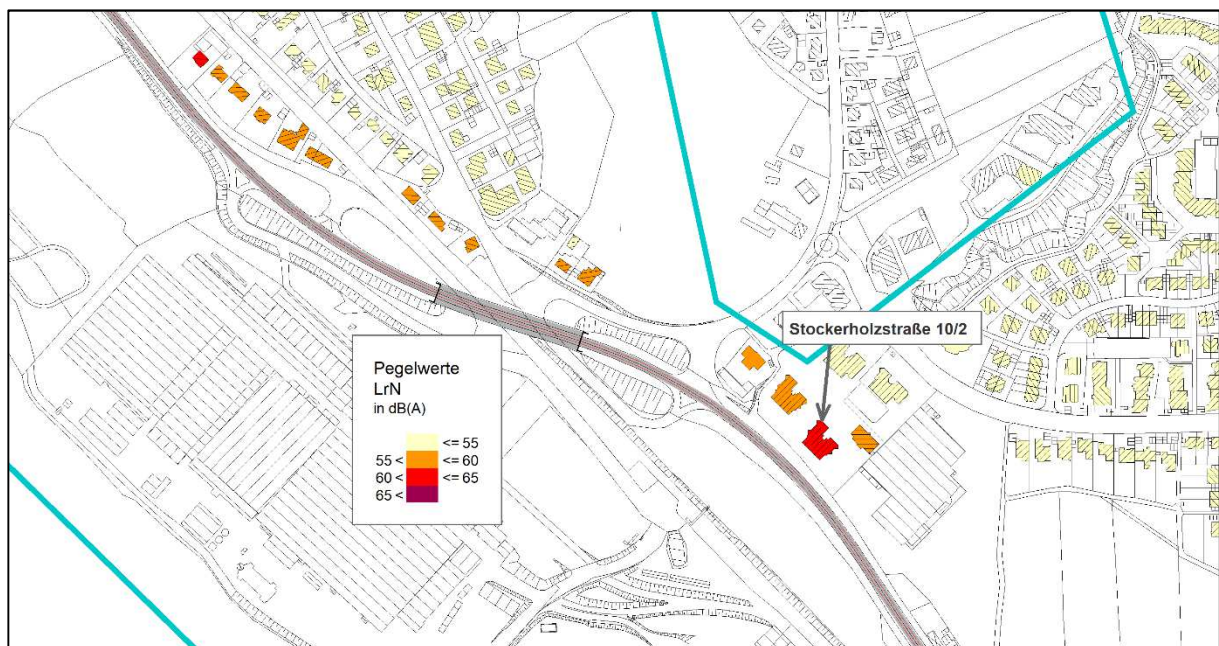 Stockerholzstraße 10/2
Pegelwerte
LrN
in dB(A)
<= 55
55 < <= 60
60 < <= 65
65 <